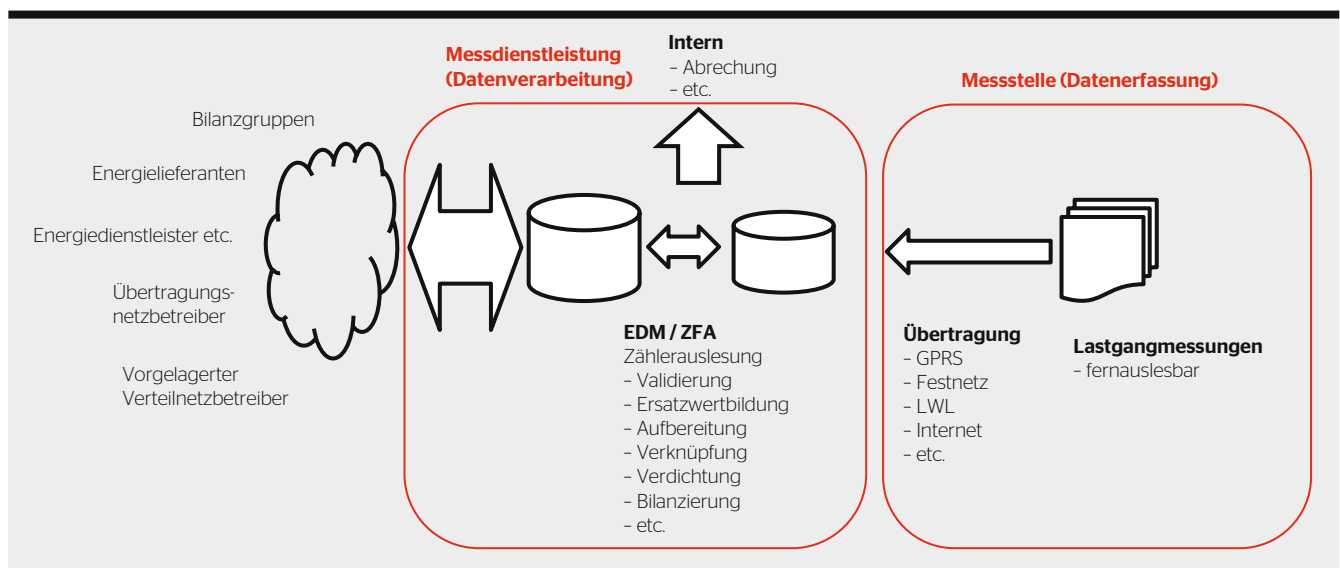 Messdienstleistung
(Datenverarbeitung)
Intern
– Abrechung
– etc.
Messstelle (Datenerfassung)
Bilanzgruppen
Energielieferanten
Energiedienstleister etc.
Übertragungs-
netzbetreiber
Vorgelagerter
Verteilnetzbetreiber
EDM / ZFA
Zählerauslesung
– Validierung
– Ersatzwertbildung
– Aufbereitung
– Verknüpfung
– Verdichtung
– Bilanzierung
– etc.
Übertragung
– GPRS
– Festnetz
– LWL
– Internet
– etc.
Lastgangmessungen
– fernauslesbar